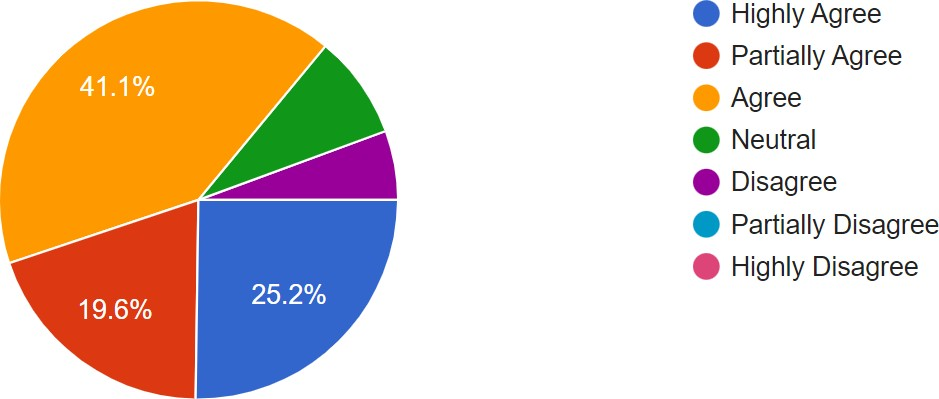 41.1%
19.6%
25.2%
Highly Agree
Partially Agree
Agree
Neutral
Disagree
Partially Disagree
Highly Disagree